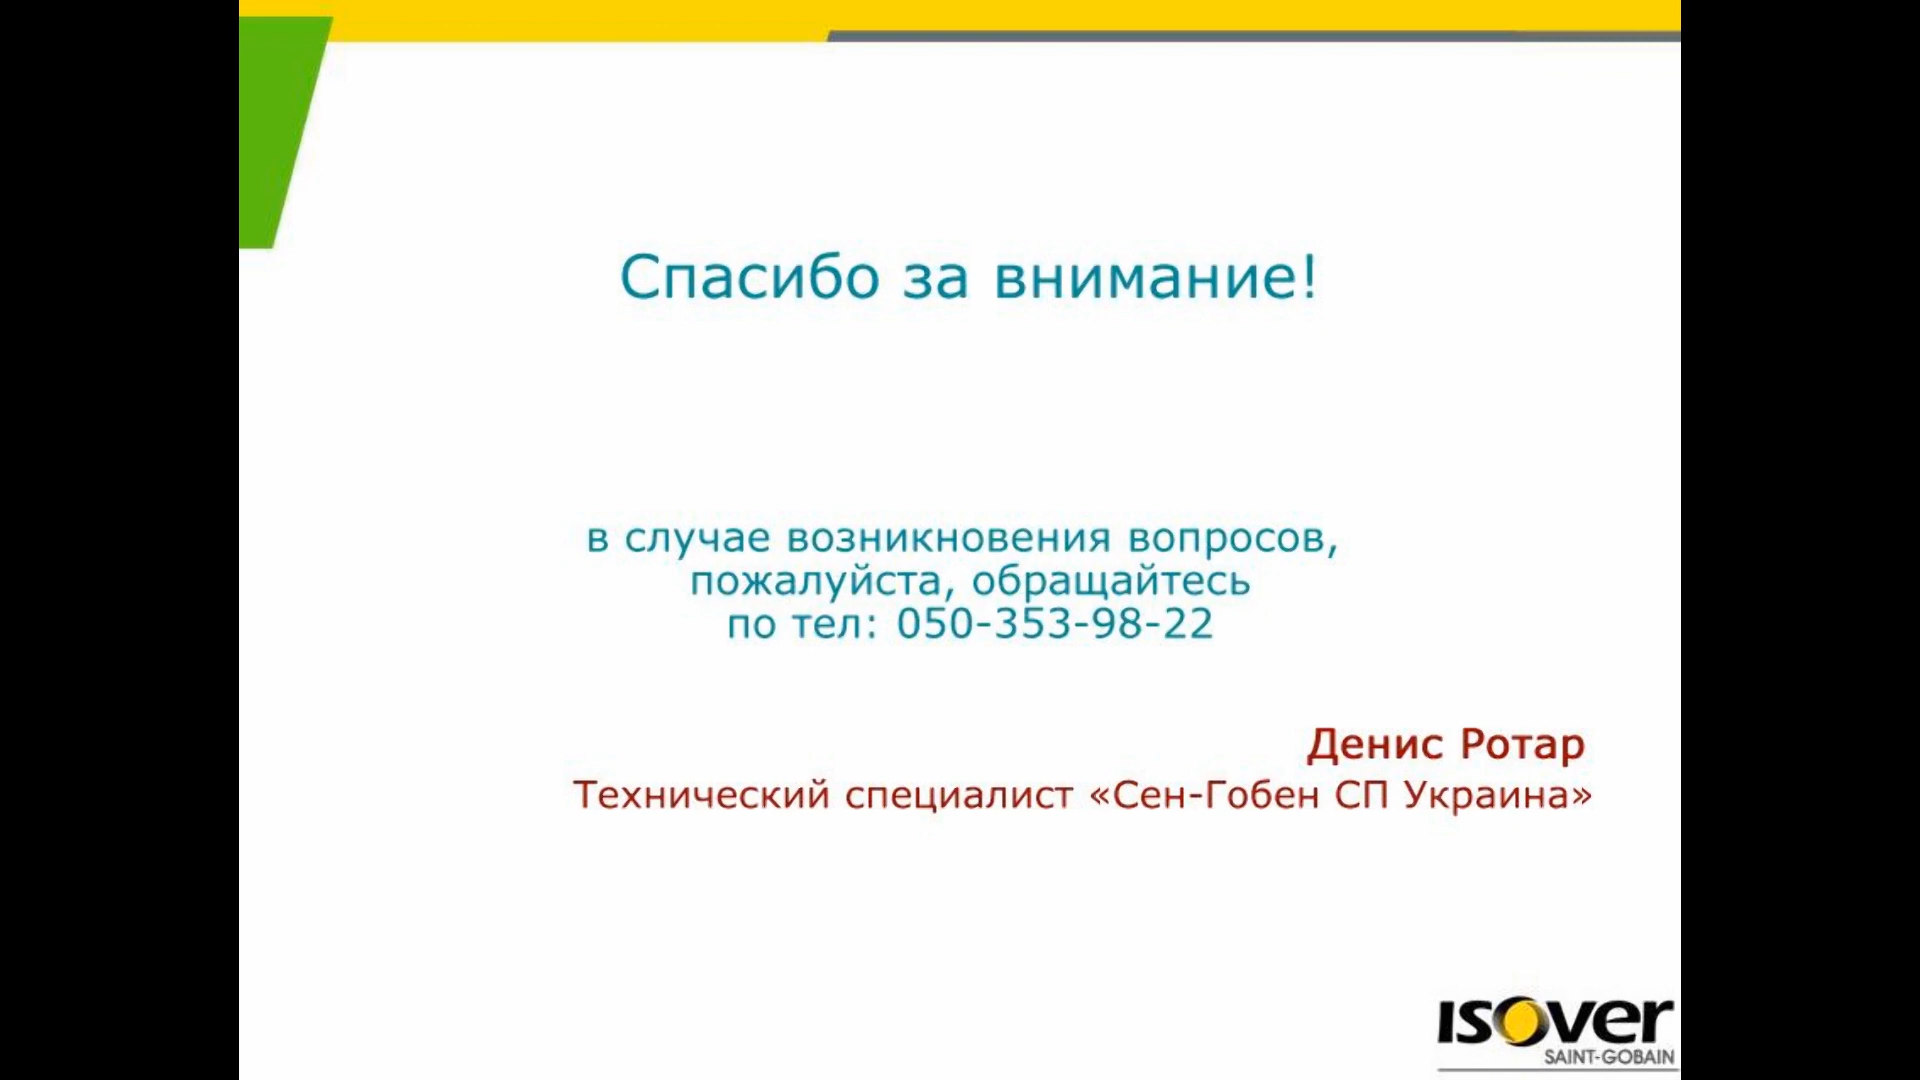 Спасибо за внимание!
в случае возникновения вопросов,
пожалуйста, обращайтесь
по тел: 050-353-98-22
Денис Ротар
Технический специалист «Сен-Гобен СП Украина»
ISOver
SAINT-GOBAIN